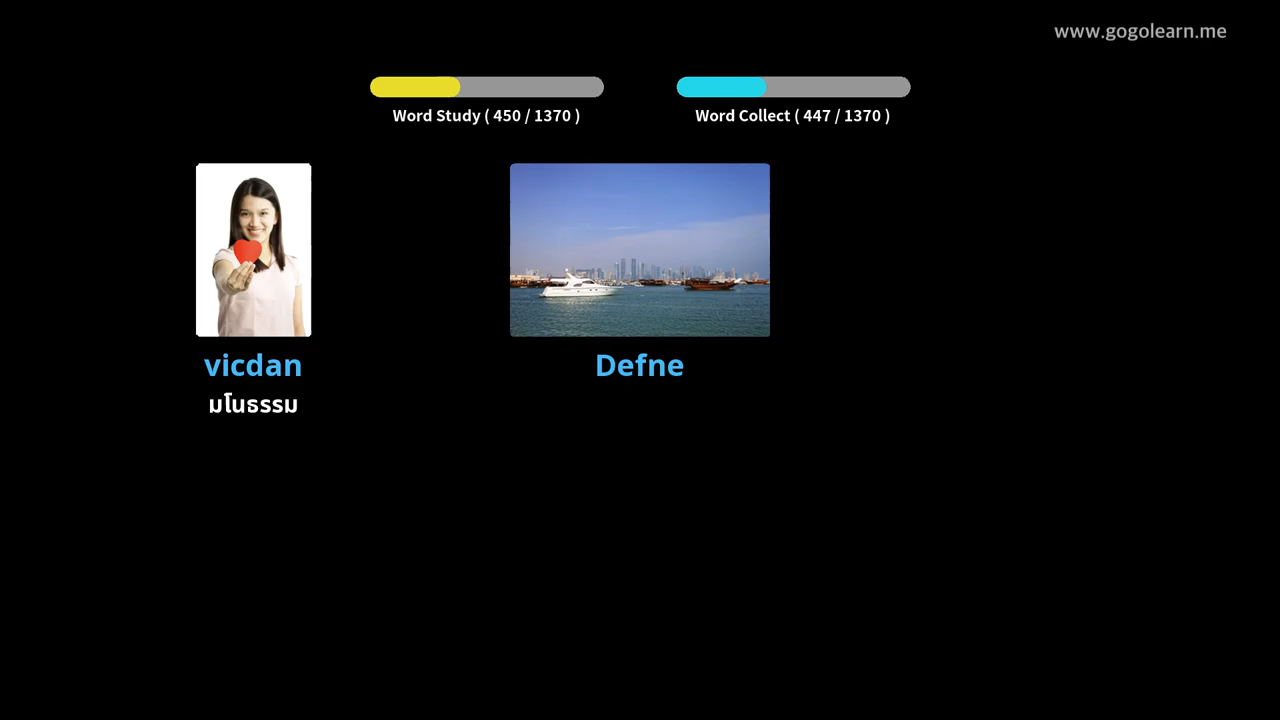 www.gogolearn.me
Word Study ( 450 / 1370 )
Word Collect ( 447 / 1370 )
vicdan
มโนธรรม
Defne